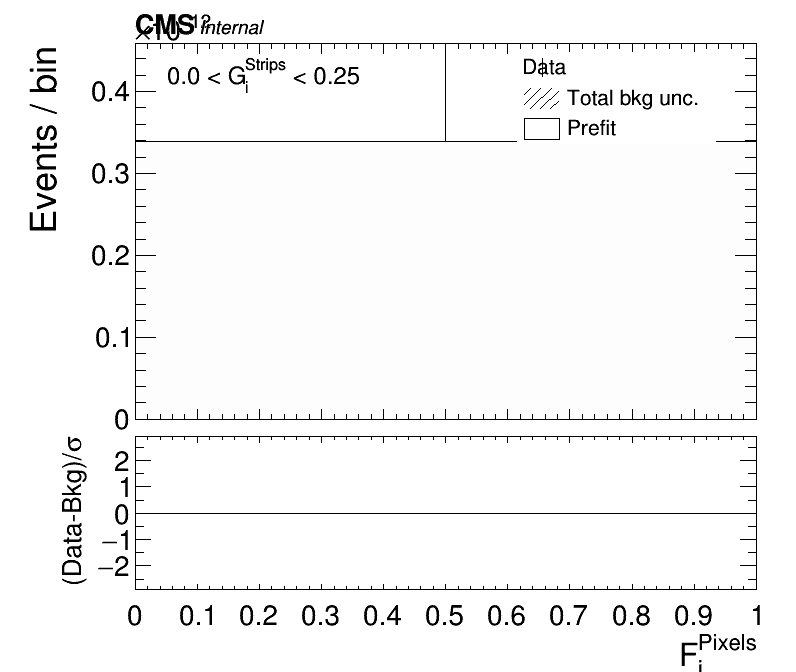 CMS Internal
×10¹²
Events / bin
0.0 < G_i^Strips < 0.25
Data
Total bkg unc.
Prefit
0.4
0.3
0.2
0.1
0
(Data-Bkg)/σ
2
1
0
−1
−2
0 0.1 0.2 0.3 0.4 0.5 0.6 0.7 0.8 0.9 1
F_i^Pixels